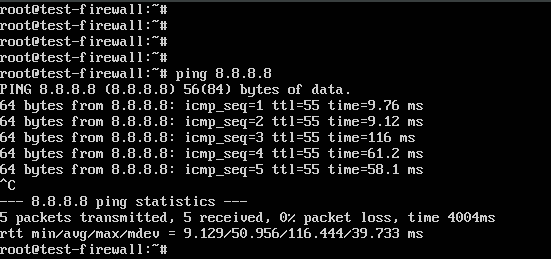 root@test-firewall:~#
root@test-firewall:~#
root@test-firewall:~#
root@test-firewall:~#
root@test-firewall:~# ping 8.8.8.8
PING 8.8.8.8 (8.8.8.8) 56(84) bytes of data.
64 bytes from 8.8.8.8: icmp_seq=1 ttl=55 time=9.76 ms
64 bytes from 8.8.8.8: icmp_seq=2 ttl=55 time=9.12 ms
64 bytes from 8.8.8.8: icmp_seq=3 ttl=55 time=116 ms
64 bytes from 8.8.8.8: icmp_seq=4 ttl=55 time=61.2 ms
64 bytes from 8.8.8.8: icmp_seq=5 ttl=55 time=58.1 ms
^C
--- 8.8.8.8 ping statistics ---
5 packets transmitted, 5 received, 0% packet loss, time 4004ms
rtt min/avg/max/mdev = 9.129/50.956/116.444/39.733 ms
root@test-firewall:~#